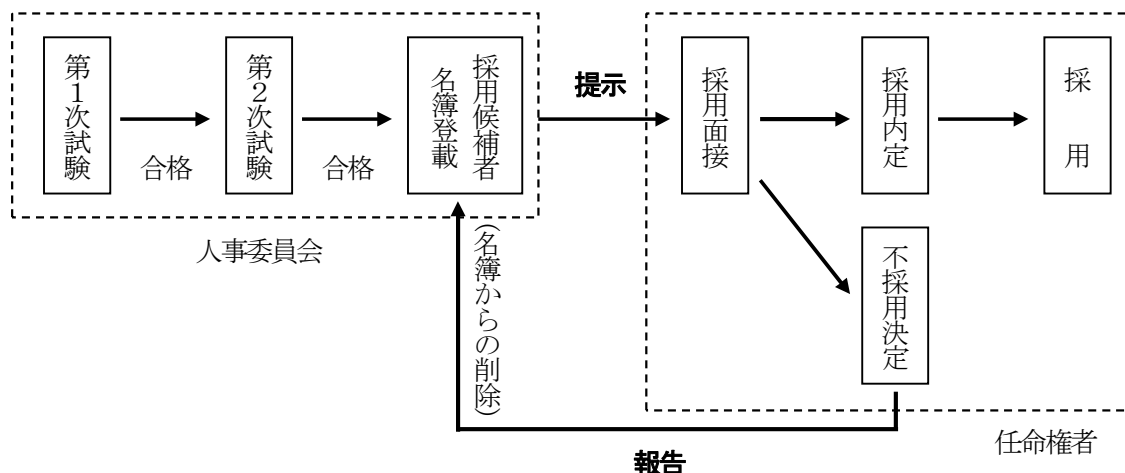 第1次試験
合格
第2次試験
合格
採用候補者
名簿登載
人事委員会
提示
採用面接
採用内定
採用
不採用決定
(名簿からの削除)
報告
任命権者